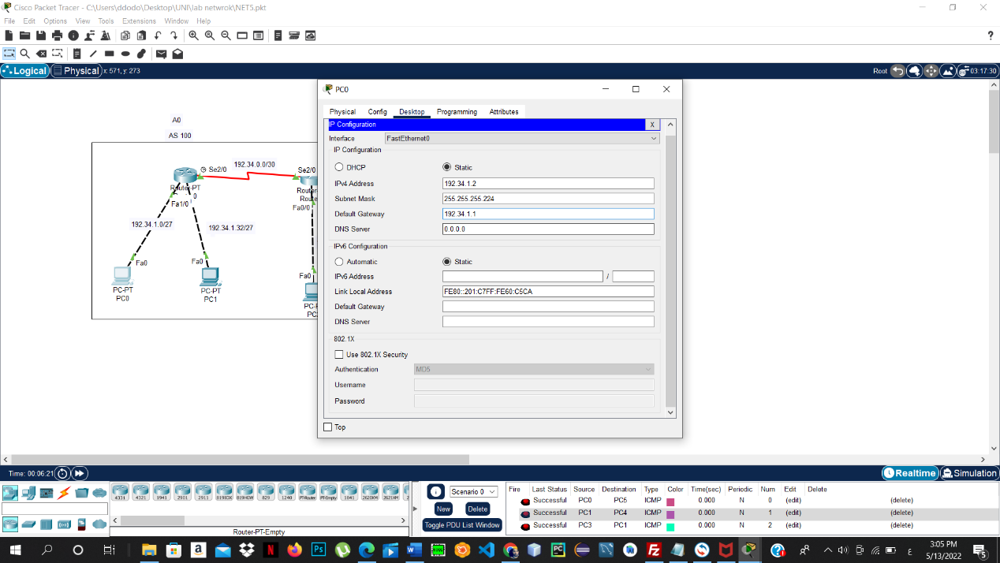 Cisco Packet Tracer - C:\Users\ddodo\Desktop\UNI\lab netwrok\NET5.pkt
File Edit Options View Tools Extensions Window Help
Logical Physical x: 571, y: 273 Root 03:17:30
PC0
Physical Config Desktop Programming Attributes
IP Configuration X
Interface FastEthernet0
IP Configuration
DHCP Static
IPv4 Address 192.34.1.2
Subnet Mask 255.255.255.224
Default Gateway 192.34.1.1
DNS Server 0.0.0.0
IPv6 Configuration
Automatic Static
IPv6 Address /
Link Local Address FE80::201:C7FF:FE60:C5CA
Default Gateway
DNS Server
802.1X
Use 802.1X Security
Authentication MD5
Username
Password
Top
A0
AS 100
192.34.0.0/30
Se2/0 Se2/0
Router-PT
0
Fa1/0
Fa0/0
192.34.1.0/27 192.34.1.32/27
Fa0 Fa0 Fa0
PC-PT
PC0
PC-PT
PC1
Time: 00:06:21 Realtime Simulation
4331 4321 1941 2901 2911 819IOX 819HGW 829 1240 PT-Router PT-Empty 1841 2620XM 2621XM
Router-PT-Empty
Scenario 0
New Delete
Toggle PDU List Window
Fire Last Status Source Destination Type Color Time(sec) Periodic Num Edit Delete
Successful PC0 PC5 ICMP 0.000 N 0 (edit) (delete)
Successful PC1 PC4 ICMP 0.000 N 1 (edit) (delete)
Successful PC3 PC1 ICMP 0.000 N 2 (edit) (delete)
3:05 PM
5/13/2022
ع
5